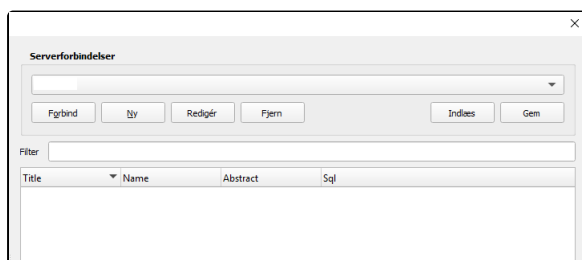 Serverforbindelser
Forbind Ny Redigér Fjern Indlæs Gem
Filter
Title Name Abstract Sql